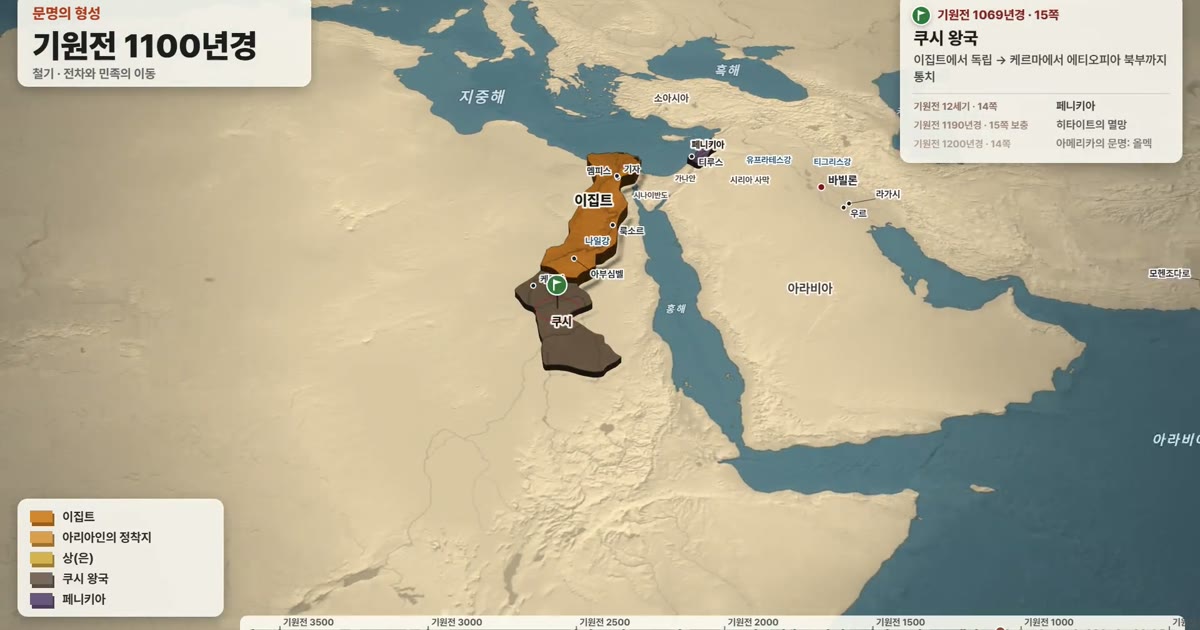 문명의 형성
기원전 1100년경
철기 · 전차와 민족의 이동
기원전 1069년경 · 15쪽
쿠시 왕국
이집트에서 독립 → 케르마에서 에티오피아 북부까지
통치
기원전 12세기 · 14쪽 페니키아
기원전 1190년경 · 15쪽 보충 히타이트의 멸망
기원전 1200년경 · 14쪽 아메리카의 문명: 올멕
흑해
지중해
소아시아
페니키아
티루스
유프라테스강
티그리스강
가나안
시리아 사막
바빌론
라가시
우르
멤피스
기자
시나이반도
이집트
룩소르
나일강
아부심벨
쿠시
홍해
아라비아
모헨조다로
이집트
아리아인의 정착지
상(은)
쿠시 왕국
페니키아
기원전 3500
기원전 3000
기원전 2500
기원전 2000
기원전 1500
기원전 1000